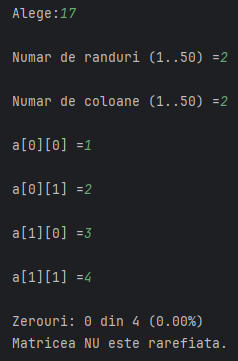 Alege:17
Numar de randuri (1..50) =2
Numar de coloane (1..50) =2
a[0][0] =1
a[0][1] =2
a[1][0] =3
a[1][1] =4
Zerouri: 0 din 4 (0.00%)
Matricea NU este rarefiata.